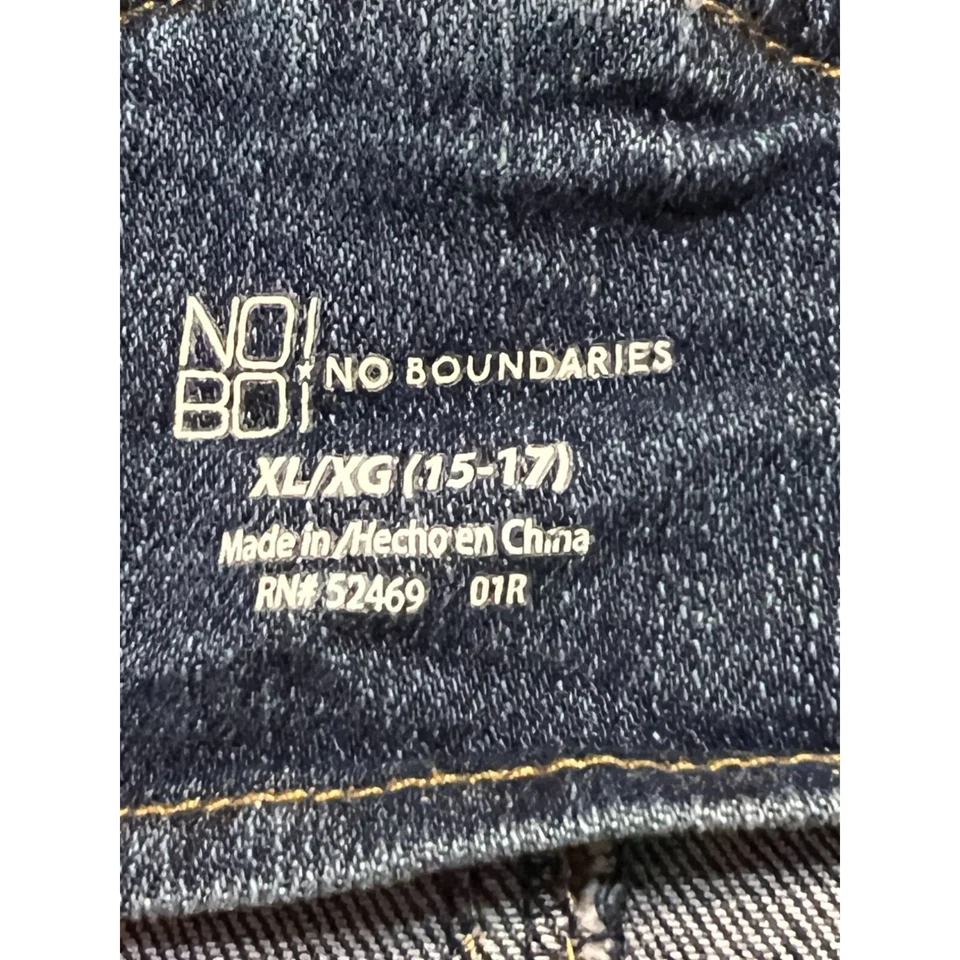 NO!
BO!
NO BOUNDARIES
XL/XG (15-17)
Made in/Hecho en China
RN# 52469 01R